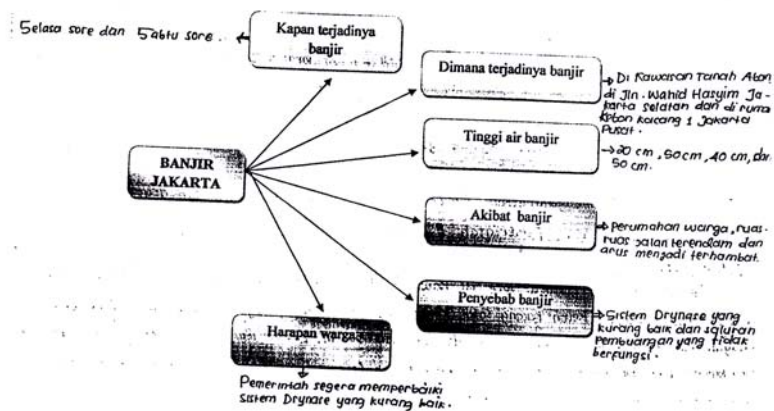 Selasa sore dan Sabtu sore.
Kapan terjadinya
banjir
Dimana terjadinya banjir
Di Kawasan Tanah Abang
di Jln. Wahid Hasyim Ja-
karta selatan dan di ruma
Kebon kacang 1 Jakarta
Pusat.
Tinggi air banjir
20 cm, 50cm, 40 cm, dan
50 cm.
BANJIR
JAKARTA
Akibat banjir
Perumahan warga, ruas-
ruas jalan terendam dan
arus menjadi terhambat.
Penyebab banjir
Sistem Drynase yang
kurang baik dan saluran
Pembuangan yang tidak
berfungsi.
Harapan warga
Pemerintah segera memperbaiki
sistem Drynase yang kurang baik.